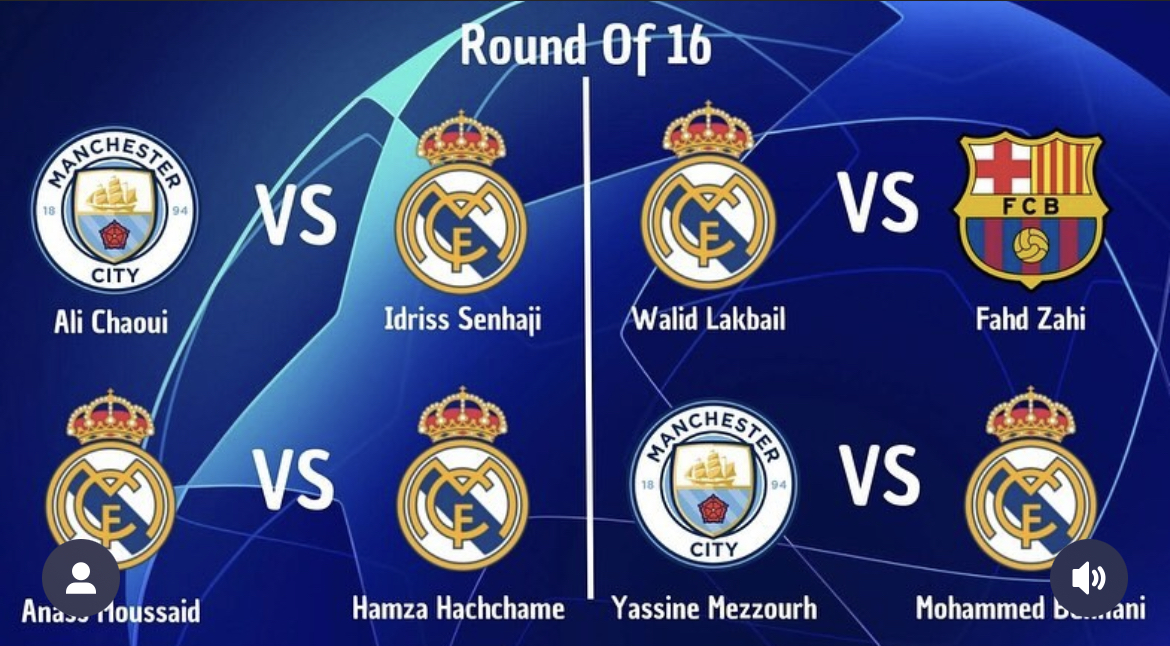 Round Of 16
MANCHESTER
18 94
CITY
VS
VS
FCB
Ali Chaoui
Idriss Senhaji
Walid Lakbail
Fahd Zahi
VS
MANCHESTER
18 94
CITY
VS
Hamza Hachchame
Yassine Mezzourh
Mohammed